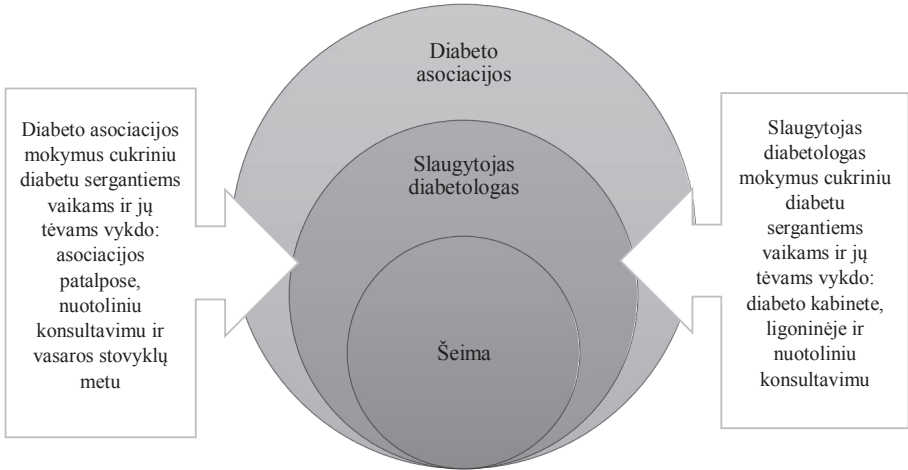 Diabeto
asociacijos
Diabeto asociacijos
mokymus cukriniu
diabetu sergantiems
vaikams ir jų
tėvams vykdo:
asociacijos
patalpose,
nuotoliniu
konsultavimu ir
vasaros stovyklų
metu
Slaugytojas
diabetologas
Šeima
Slaugytojas
diabetologas
mokymus cukriniu
diabetu
sergantiems
vaikams ir jų
tėvams vykdo:
diabeto kabinete,
ligoninėje ir
nuotoliniu
konsultavimu